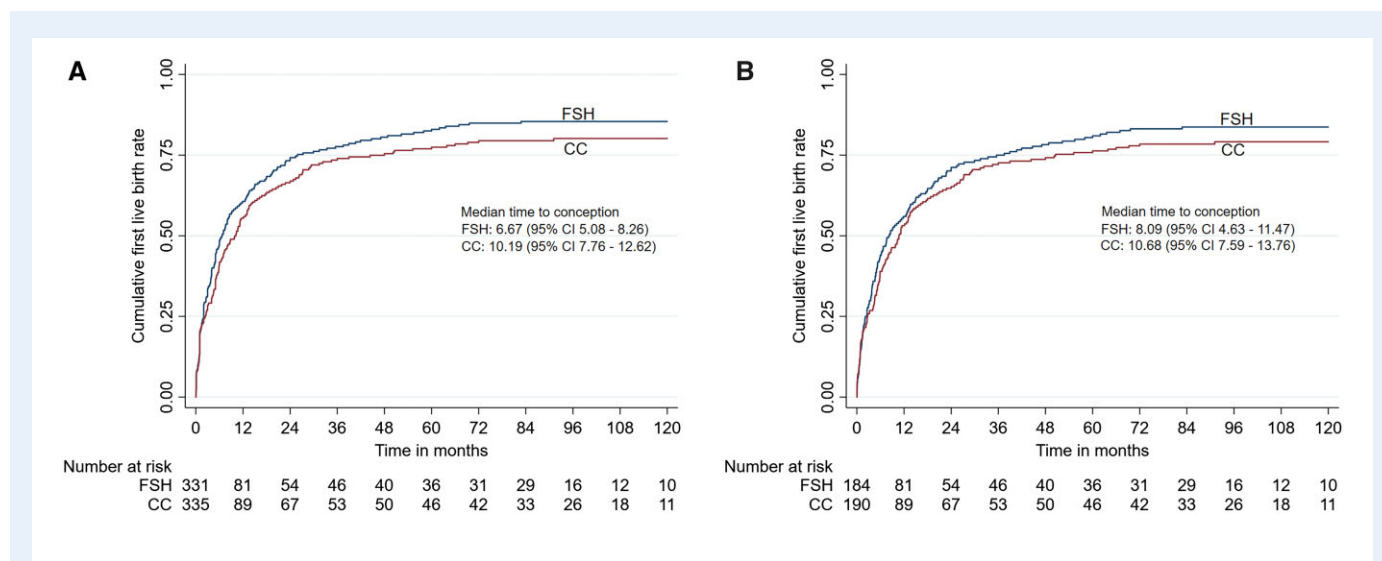 A
Cumulative first live birth rate
1.00
0.75
0.50
0.25
0.00
FSH
CC
Median time to conception
FSH: 6.67 (95% CI 5.08 - 8.26)
CC: 10.19 (95% CI 7.76 - 12.62)
0 12 24 36 48 60 72 84 96 108 120
Time in months
Number at risk
FSH 331 81 54 46 40 36 31 29 16 12 10
CC 335 89 67 53 50 46 42 33 26 18 11
B
Cumulative first live birth rate
1.00
0.75
0.50
0.25
0.00
FSH
CC
Median time to conception
FSH: 8.09 (95% CI 4.63 - 11.47)
CC: 10.68 (95% CI 7.59 - 13.76)
0 12 24 36 48 60 72 84 96 108 120
Time in months
Number at risk
FSH 184 81 54 46 40 36 31 29 16 12 10
CC 190 89 67 53 50 46 42 33 26 18 11